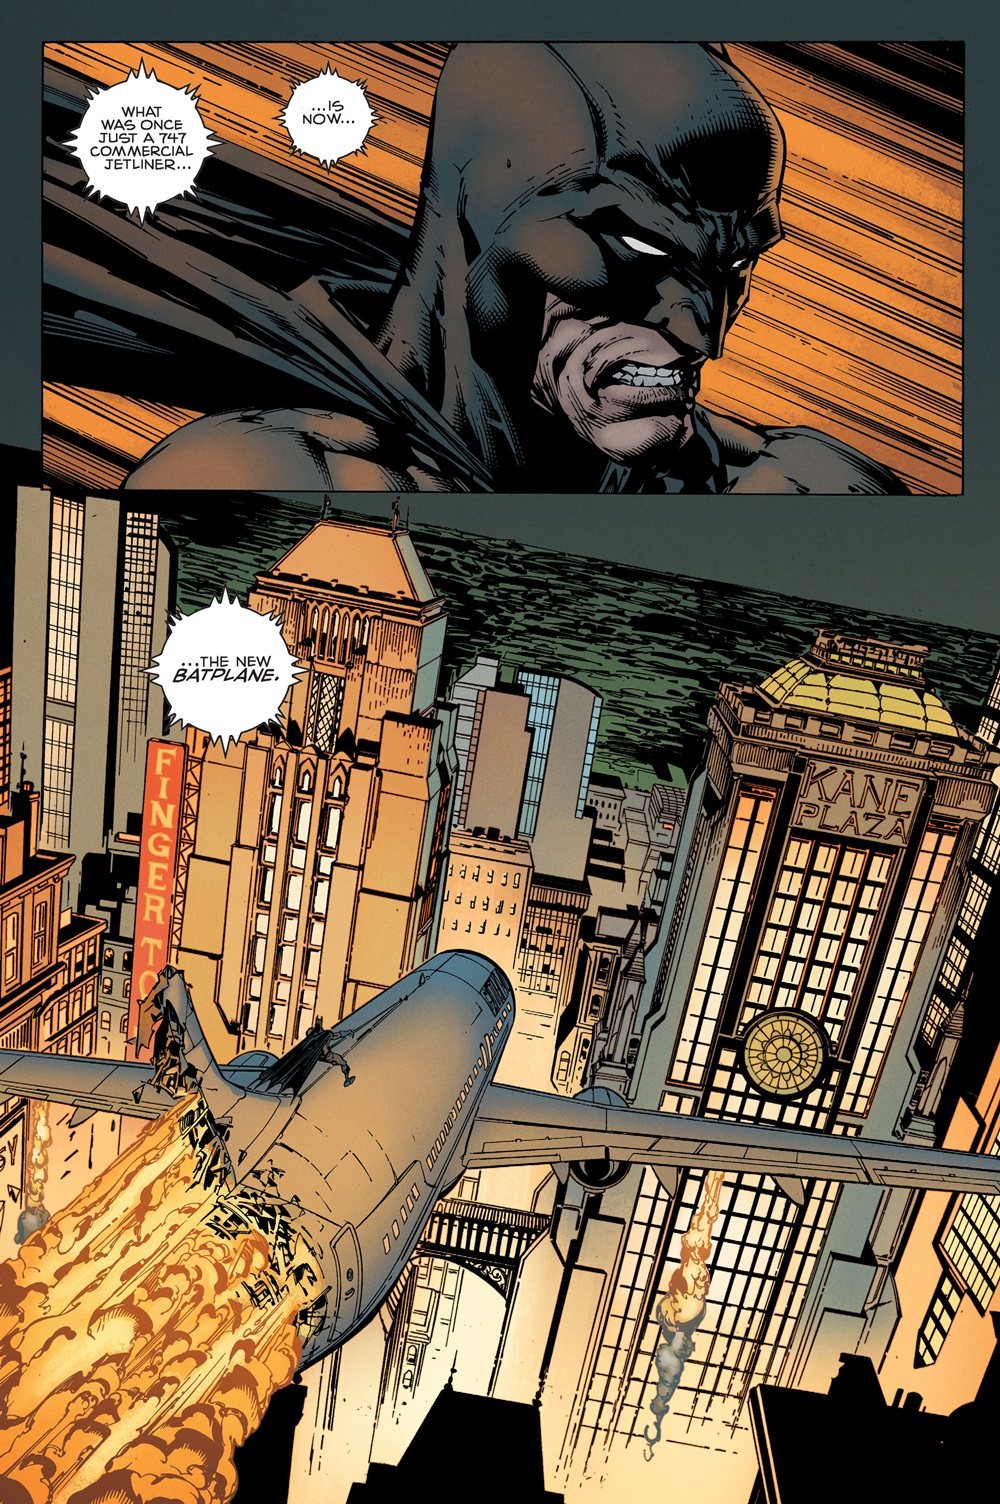 WHAT
WAS ONCE
JUST A 747
COMMERCIAL
JETLINER...
...IS
NOW...
...THE NEW
BATPLANE.
FINGER TO
KANE
PLAZA